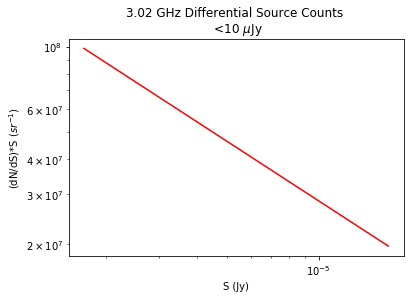 3.02 GHz Differential Source Counts
<10 μJy
10⁸
6 × 10⁷
4 × 10⁷
3 × 10⁷
2 × 10⁷
(dN/dS)*S (sr⁻¹)
10⁻⁵
S (Jy)